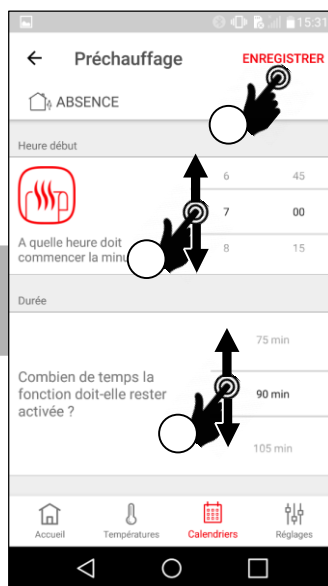 15:31
Préchauffage
ENREGISTRER
ABSENCE
Heure début
6 45
7 00
8 15
A quelle heure doit
commencer la
Durée
75 min
Combien de temps la
fonction doit-elle rester
activée ?
90 min
105 min
Accueil Températures Calendriers Réglages